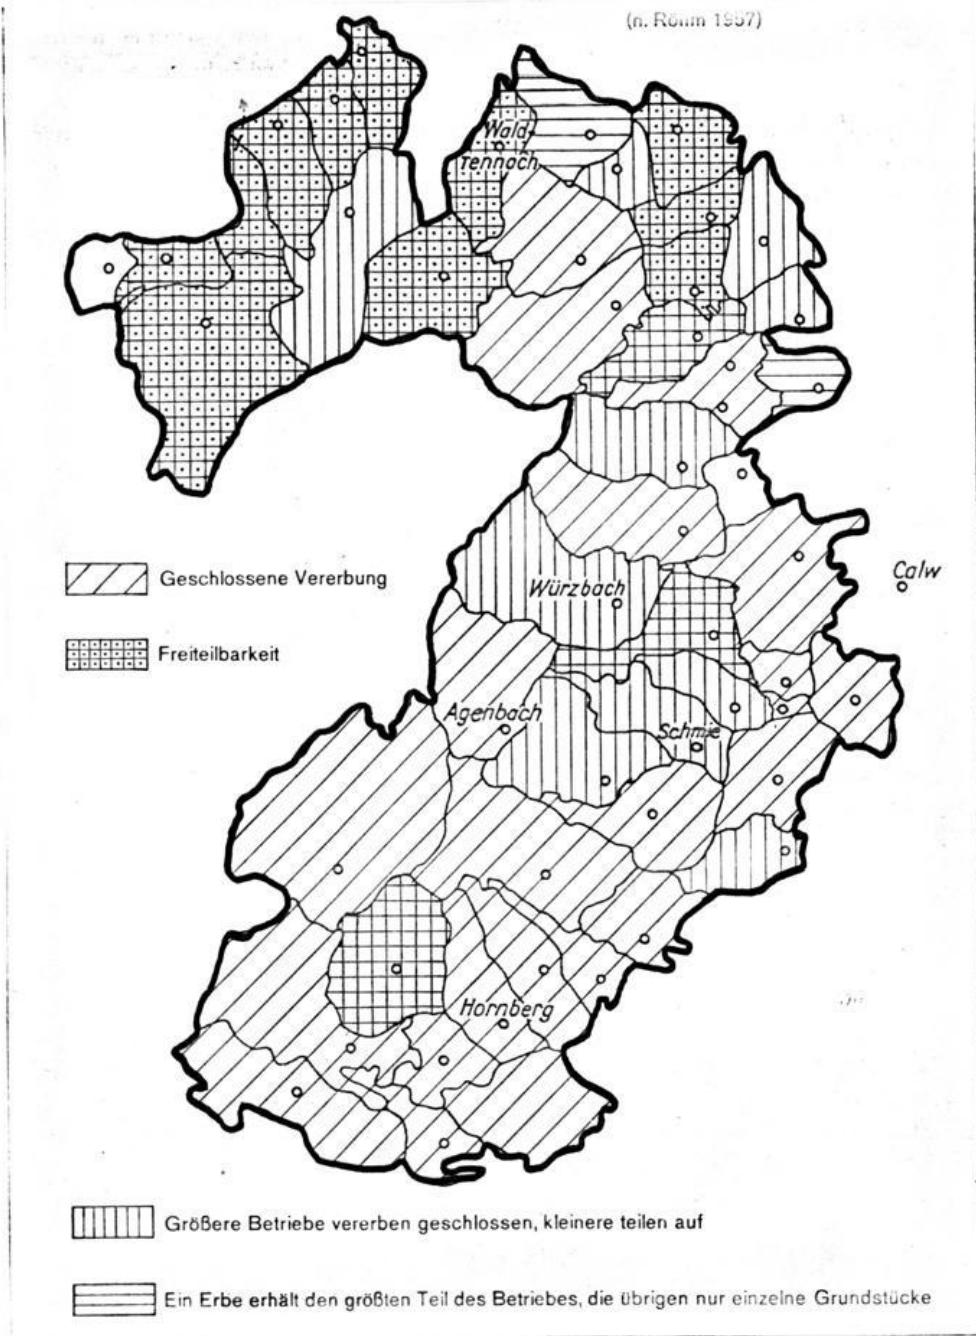 (n. Röhm 1957)
Wald-
rennach
Geschlossene Vererbung
Calw
Würzbach
Freiteilbarkeit
Agenbach
Schmie
Hornberg
Größere Betriebe vererben geschlossen, kleinere teilen auf
Ein Erbe erhält den größten Teil des Betriebes, die übrigen nur einzelne Grundstücke